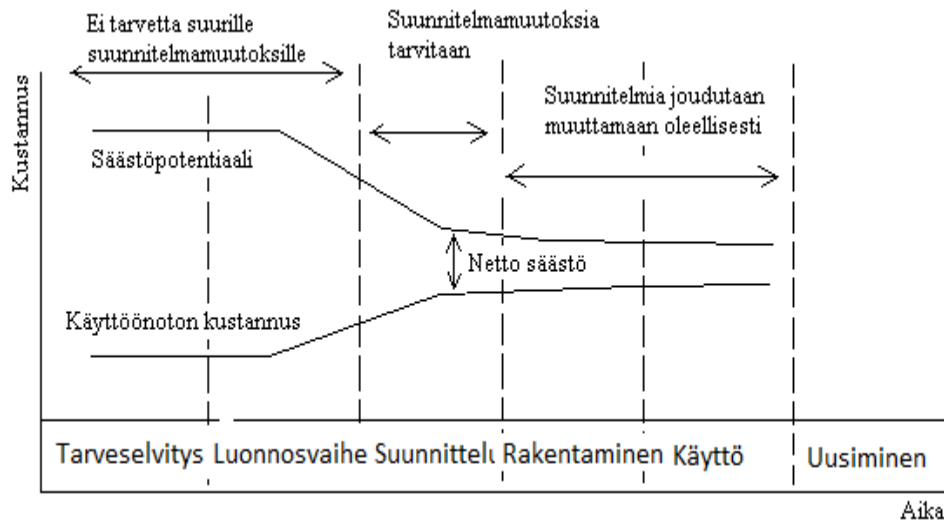 Ei tarvetta suurille
suunnitelmamuutoksille
Suunnitelmamuutoksia
tarvitaan
Suunnitelmia joudutaan
muuttamaan oleellisesti
Kustannus
Säästöpotentiaali
Netto säästö
Käyttöönoton kustannus
Tarveselvitys Luonnosvaihe Suunnittelu Rakentaminen Käyttö Uusiminen
Aika